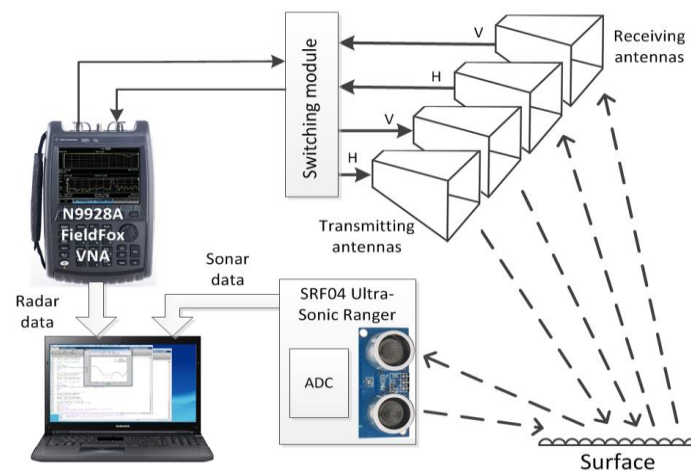 V
Receiving
antennas
H
Switching module
V
H
Transmitting
antennas
N9928A
FieldFox
VNA
Sonar
data
Radar
data
SRF04 Ultra-
Sonic Ranger
ADC
SAMSUNG
Surface